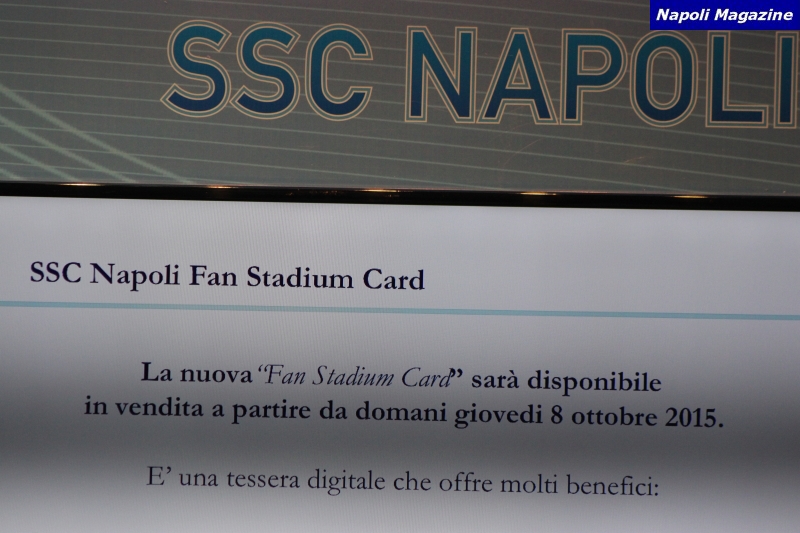 Napoli Magazine
SSC NAPOLI
SSC Napoli Fan Stadium Card
La nuova “Fan Stadium Card” sarà disponibile
in vendita a partire da domani giovedi 8 ottobre 2015.
E’ una tessera digitale che offre molti benefici: